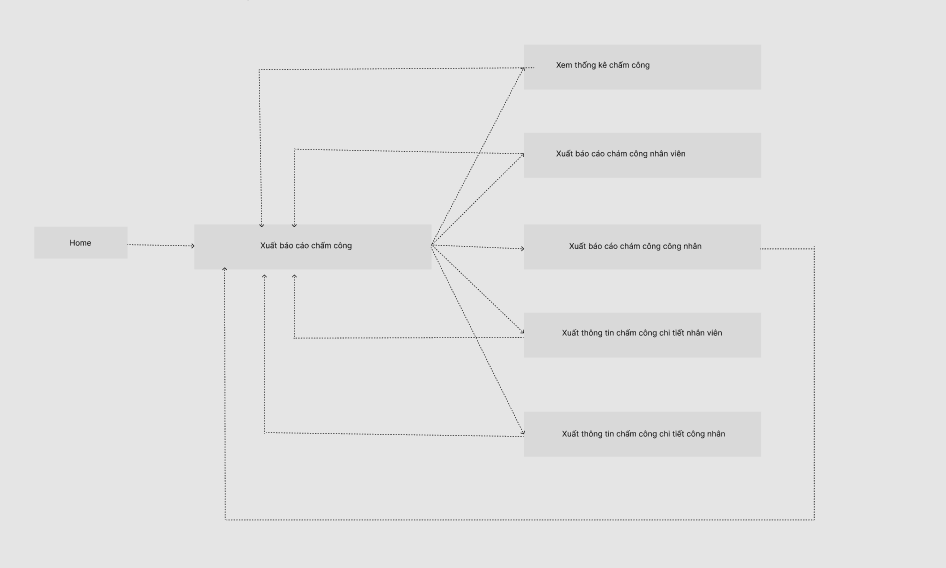 Xem thống kê chấm công
Xuất báo cáo chám công nhân viên
Home
Xuất báo cáo chấm công
Xuất báo cáo chám công công nhân
Xuất thông tin chấm công chi tiết nhân viên
Xuất thông tin chấm công chi tiết công nhân